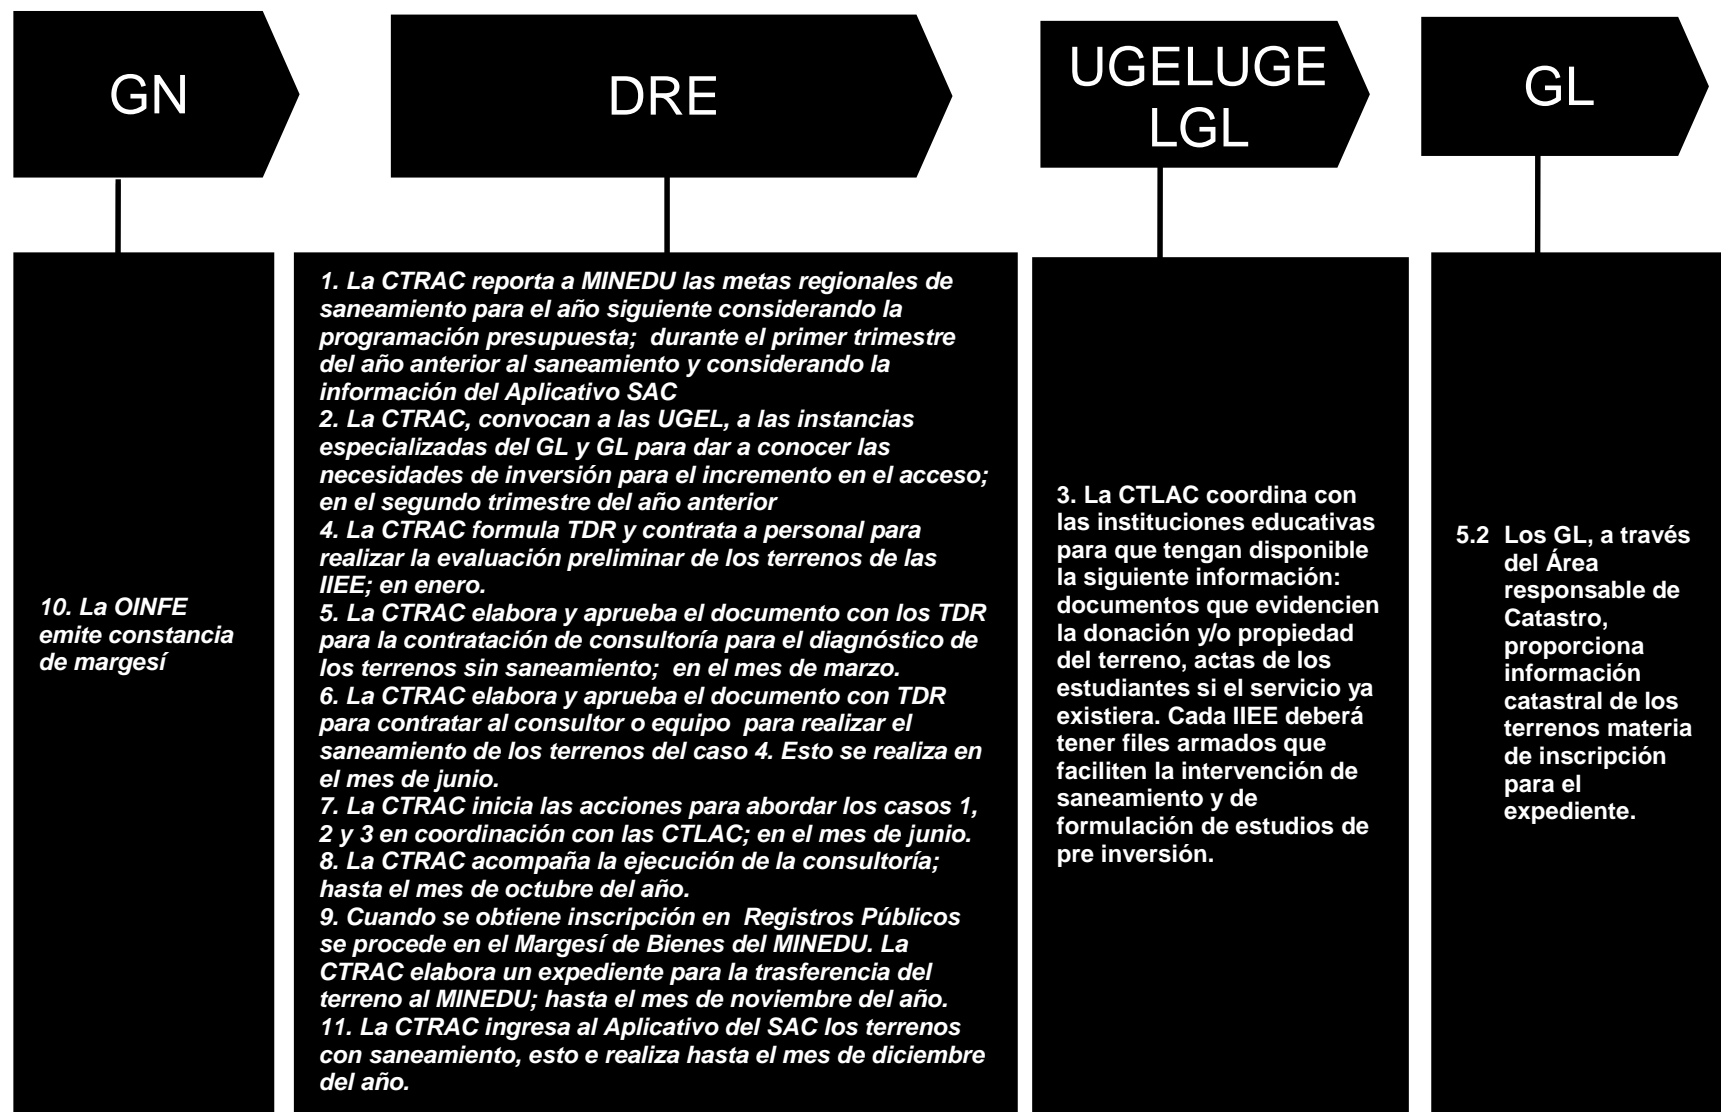 GN
DRE
UGELUGE
LGL
GL
10. La OINFE
emite constancia
de margesí
1. La CTRAC reporta a MINEDU las metas regionales de
saneamiento para el año siguiente considerando la
programación presupuesta;  durante el primer trimestre
del año anterior al saneamiento y considerando la
información del Aplicativo SAC
2. La CTRAC, convocan a las UGEL, a las instancias
especializadas del GL y GL para dar a conocer las
necesidades de inversión para el incremento en el acceso;
en el segundo trimestre del año anterior
4. La CTRAC formula TDR y contrata a personal para
realizar la evaluación preliminar de los terrenos de las
IIEE; en enero.
5. La CTRAC elabora y aprueba el documento con los TDR
para la contratación de consultoría para el diagnóstico de
los terrenos sin saneamiento;  en el mes de marzo.
6. La CTRAC elabora y aprueba el documento con TDR
para contratar al consultor o equipo  para realizar el
saneamiento de los terrenos del caso 4. Esto se realiza en
el mes de junio.
7. La CTRAC inicia las acciones para abordar los casos 1,
2 y 3 en coordinación con las CTLAC; en el mes de junio.
8. La CTRAC acompaña la ejecución de la consultoría;
hasta el mes de octubre del año.
9. Cuando se obtiene inscripción en  Registros Públicos
se procede en el Margesí de Bienes del MINEDU. La
CTRAC elabora un expediente para la trasferencia del
terreno al MINEDU; hasta el mes de noviembre del año.
11. La CTRAC ingresa al Aplicativo del SAC los terrenos
con saneamiento, esto e realiza hasta el mes de diciembre
del año.
3. La CTLAC coordina con
las instituciones educativas
para que tengan disponible
la siguiente información:
documentos que evidencien
la donación y/o propiedad
del terreno, actas de los
estudiantes si el servicio ya
existiera. Cada IIEE deberá
tener files armados que
faciliten la intervención de
saneamiento y de
formulación de estudios de
pre inversión.
5.2  Los GL, a través
del Área
responsable de
Catastro,
proporciona
información
catastral de los
terrenos materia
de inscripción
para el
expediente.